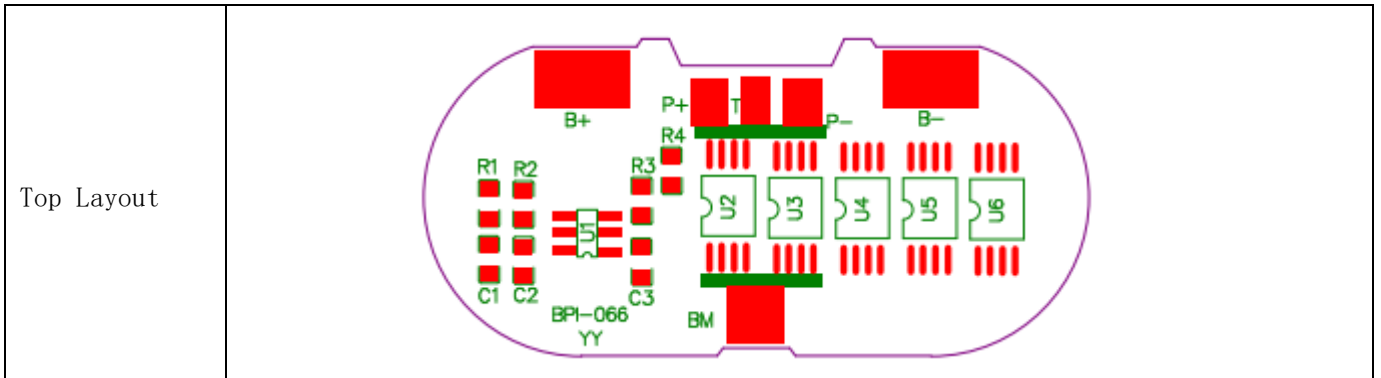 Top Layout
B+
P+
T
P-
B-
R4
R1
R2
R3
U1
U2
U3
U4
U5
U6
C1
C2
C3
BPI-066
YY
BM